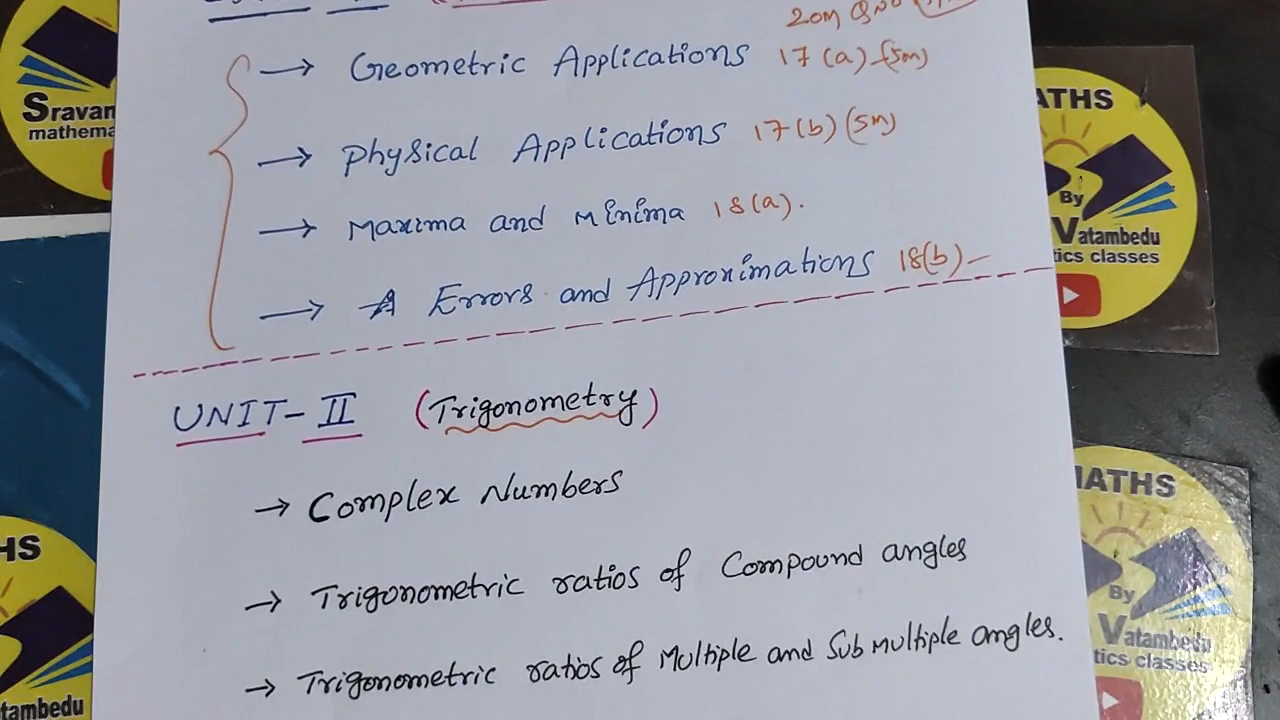 20m
→ Geometric Applications 17(a) (5m)
→ Physical Applications 17(b) (5m)
→ Maxima and Minima 18(a).
→ Errors and Approximations 18(b) –
UNIT-II (Trigonometry)
→ Complex Numbers
→ Trigonometric ratios of Compound angles
→ Trigonometric ratios of Multiple and Sub multiple angles.
Sravan
mathema
HS
tambedu
ATHS
By
Vatambedu
tics classes
ATHS
By
Vatambedu
tics classes